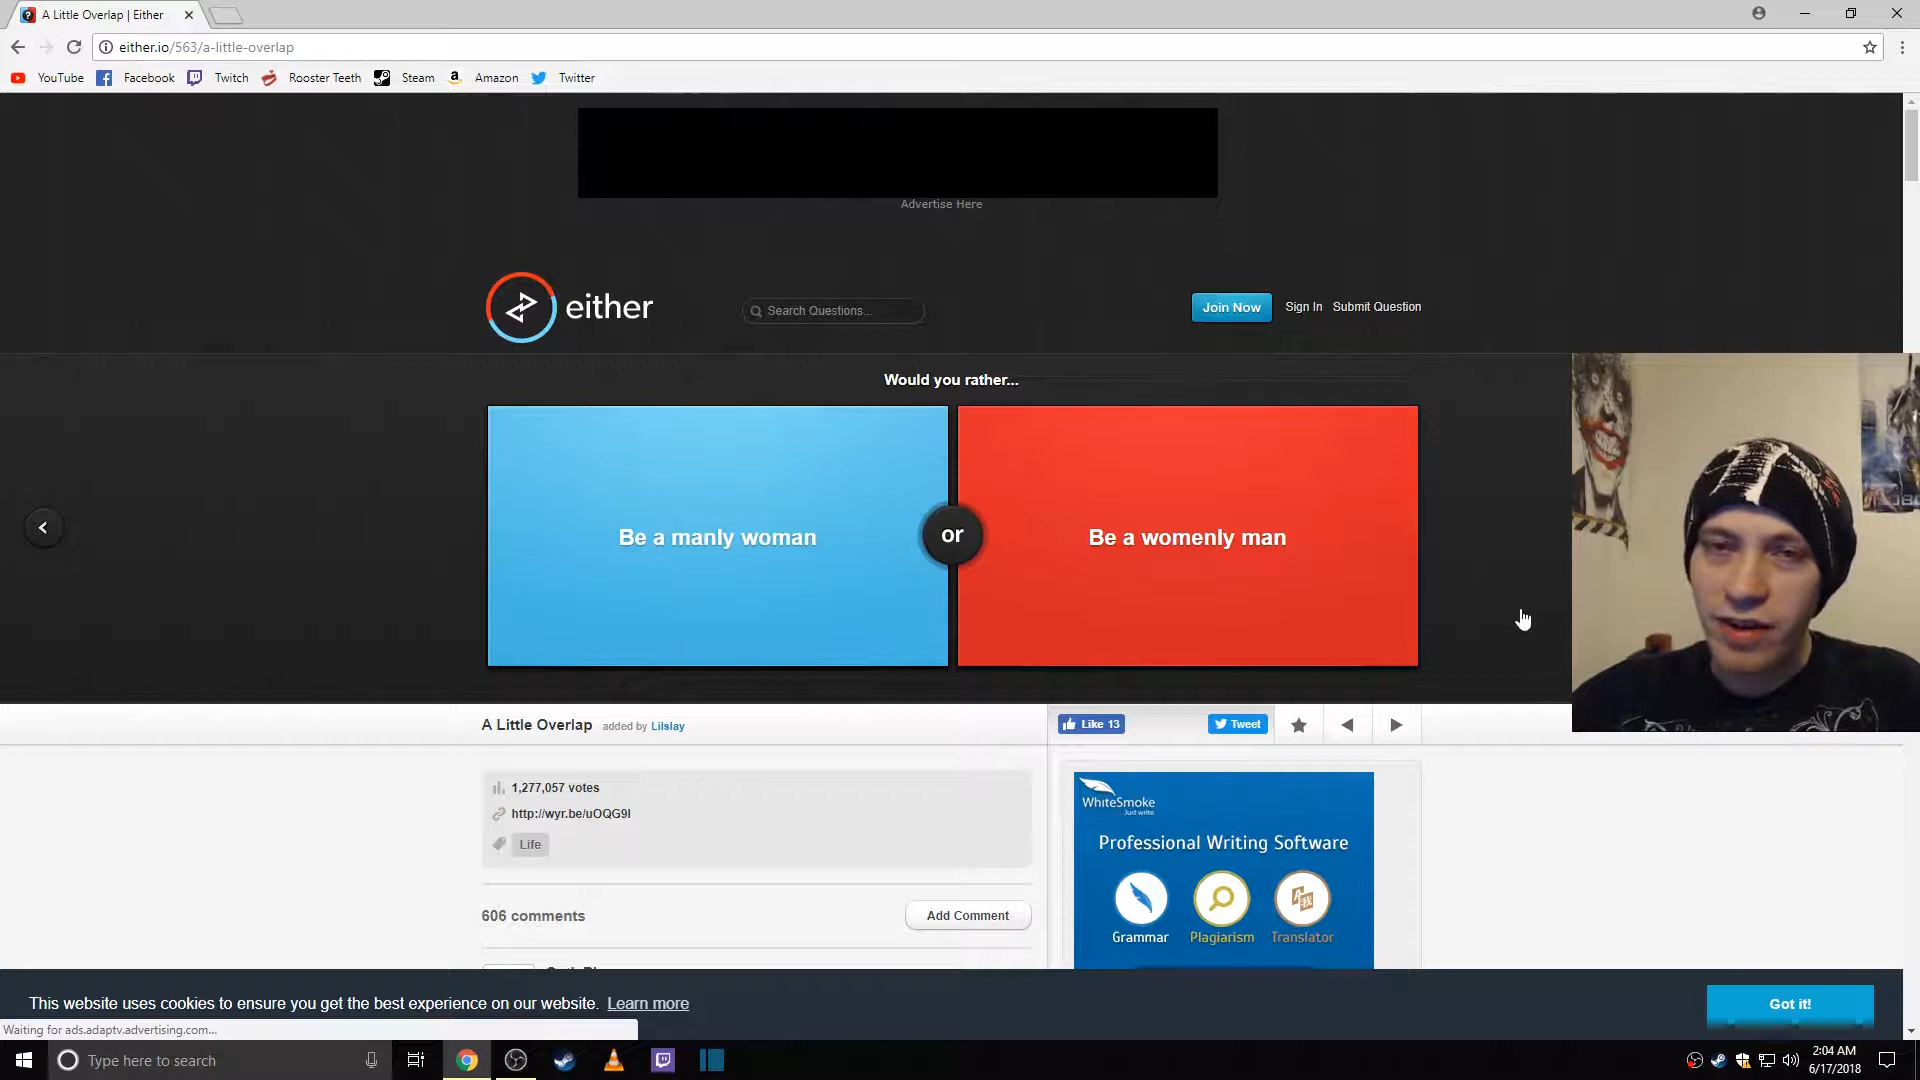 A Little Overlap | Either
either.io/563/a-little-overlap
YouTube Facebook Twitch Rooster Teeth Steam Amazon Twitter
Advertise Here
either
Search Questions...
Join Now Sign In Submit Question
Would you rather...
Be a manly woman
or
Be a womenly man
A Little Overlap added by Lilslay
Like 13 Tweet
1,277,057 votes
http://wyr.be/uOQG9I
Life
606 comments
Add Comment
WhiteSmoke
Just write.
Professional Writing Software
Grammar Plagiarism Translator
This website uses cookies to ensure you get the best experience on our website. Learn more
Got it!
Waiting for ads.adaptv.advertising.com...
Type here to search
2:04 AM
6/17/2018